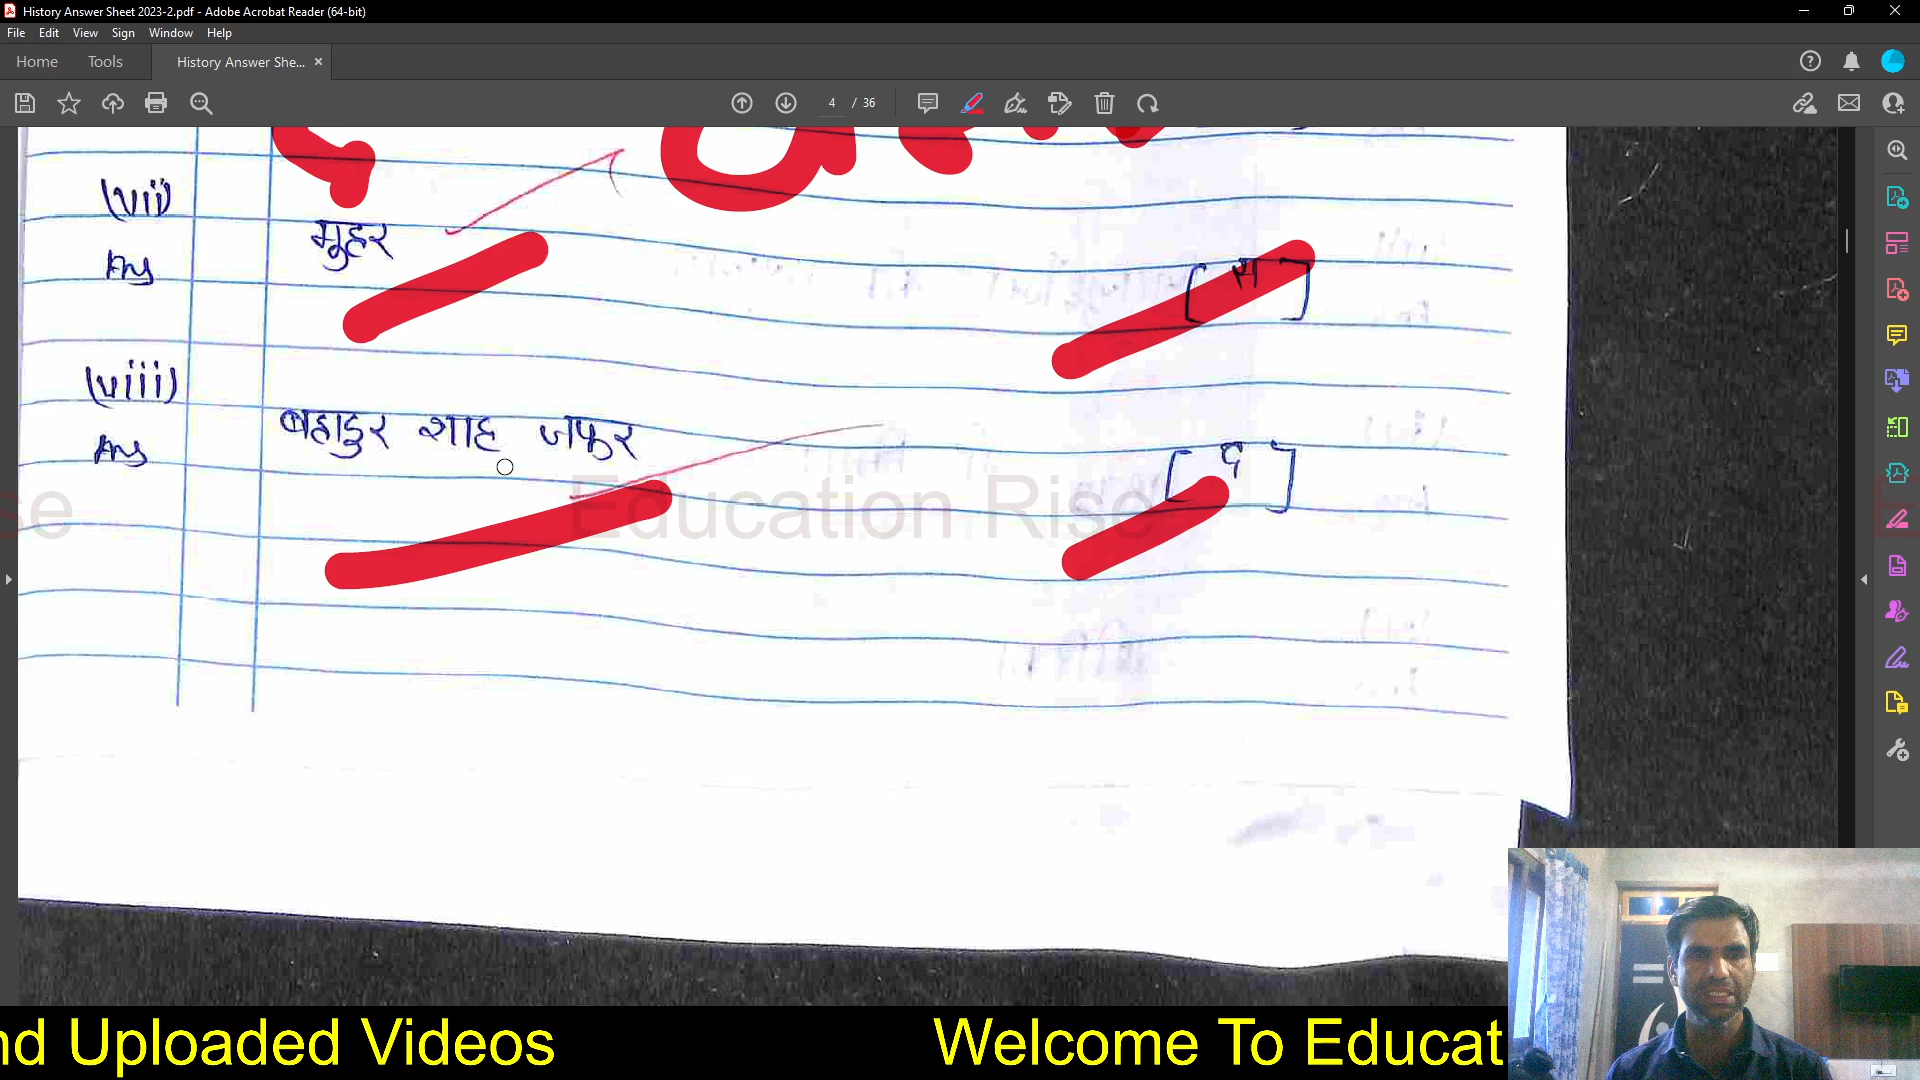 History Answer Sheet 2023-2.pdf - Adobe Acrobat Reader (64-bit)
File Edit View Sign Window Help
Home Tools History Answer She... ×
4 / 36
(vii)
Ans मुहर [स]
(viii)
Ans बहादुर शाह जफर [द]
se Education Rise
nd Uploaded Videos Welcome To Educat